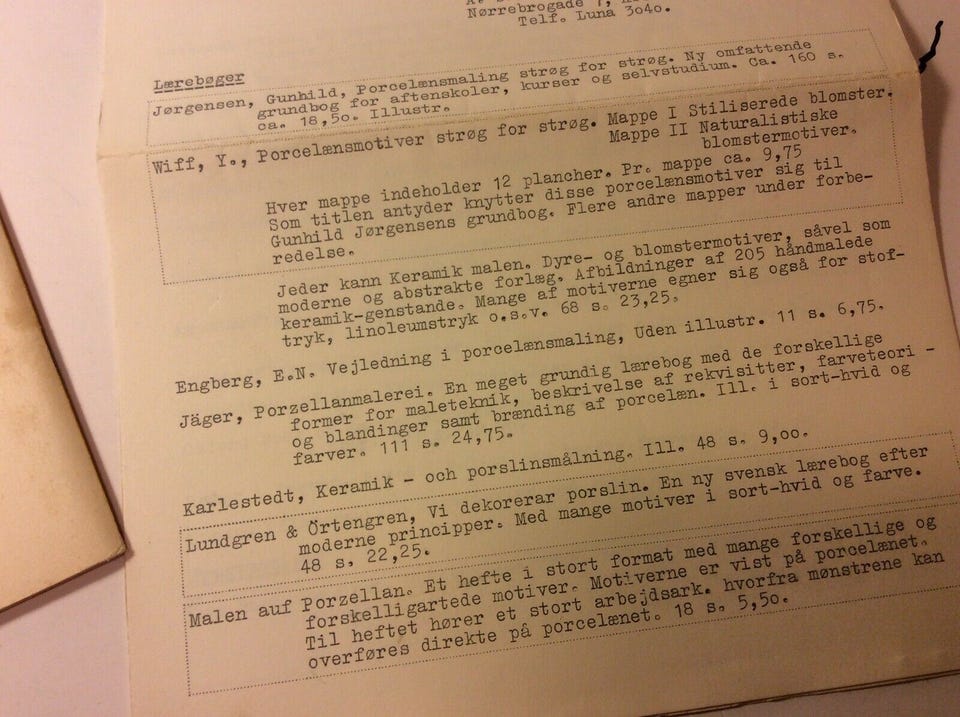 Nørrebrogade 7,
Telf. Luna 3040.
Lærebøger
Jørgensen, Gunhild, Porcelænsmaling strøg for strøg. Ny omfattende
grundbog for aftenskoler, kurser og selvstudium. Ca. 160 s.
ca. 18,50. Illustr.
Wiff, Y., Porcelænsmotiver strøg for strøg. Mappe I Stiliserede blomster.
Mappe II Naturalistiske
blomstermotiver.
Hver mappe indeholder 12 plancher. Pr. mappe ca. 9,75
Som titlen antyder knytter disse porcelænsmotiver sig til
Gunhild Jørgensens grundbog. Flere andre mapper under forbe-
redelse.
Jeder kann Keramik malen. Dyre- og blomstermotiver, såvel som
moderne og abstrakte forlæg. Afbildninger af 205 håndmalede
keramik-genstande. Mange af motiverne egner sig også for stof-
tryk, linoleumstryk o.s.v. 68 s. 23,25.
Engberg, E.N. Vejledning i porcelænsmaling, Uden illustr. 11 s. 6,75.
Jäger, Porzellanmalerei. En meget grundig lærebog med de forskellige
former for maleteknik, beskrivelse af rekvisitter, farveteori -
og blandinger samt brænding af porcelæn. Ill. i sort-hvid og
farver. 111 s. 24,75.
Karlestedt, Keramik - och porslinsmålning. Ill. 48 s. 9,00.
Lundgren & Örtengren, Vi dekorerar porslin. En ny svensk lærebog efter
moderne principper. Med mange motiver i sort-hvid og farve.
48 s. 22,25.
Malen auf Porzellan. Et hefte i stort format med mange forskellige og
forskelligartede motiver. Motiverne er vist på porcelænet.
Til heftet hører et stort arbejdsark. hvorfra mønstrene kan
overføres direkte på porcelænet. 18 s. 5,50.